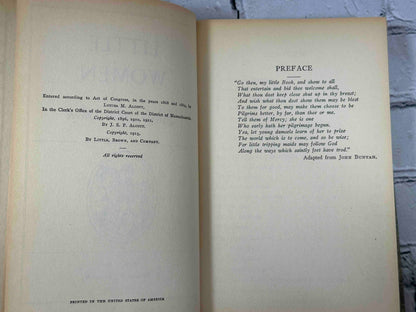 Entered according to Act of Congress, in the years 1868 and 1869, by
LOUISA M. ALCOTT,
In the Clerk's Office of the District Court of the District of Massachusetts
Copyright, 1896, 1910, 1911,
BY J. S. P. ALCOTT.
Copyright, 1915,
BY LITTLE, BROWN, AND COMPANY.
All rights reserved
PRINTED IN THE UNITED STATES OF AMERICA
PREFACE
"Go then, my little Book, and show to all
That entertain and bid thee welcome shall,
What thou dost keep close shut up in thy breast;
And wish what thou dost show them may be blest
To them for good, may make them choose to be
Pilgrims better, by far, than thee or me.
Tell them of Mercy; she is one
Who early hath her pilgrimage begun.
Yea, let young damsels learn of her to prize
The world which is to come, and so be wise;
For little tripping maids may follow God
Along the ways which saintly feet have trod."
Adapted from JOHN BUNYAN.